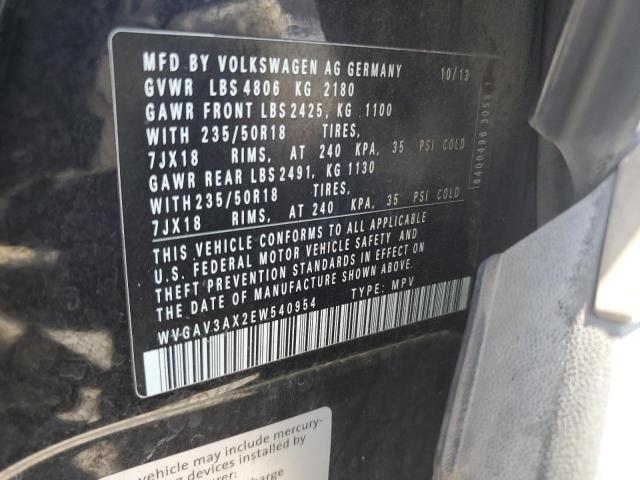 MFD BY VOLKSWAGEN AG GERMANY 10/13
GVWR LBS 4806 KG 2180
GAWR FRONT LBS 2425, KG 1100
WITH 235/50R18 TIRES,
7JX18 RIMS, AT 240 KPA, 35 PSI COLD
GAWR REAR LBS 2491, KG 1130
WITH 235/50R18 TIRES,
7JX18 RIMS, AT 240 KPA, 35 PSI COLD
THIS VEHICLE CONFORMS TO ALL APPLICABLE
U.S. FEDERAL MOTOR VEHICLE SAFETY AND
THEFT PREVENTION STANDARDS IN EFFECT ON
THE DATE OF MANUFACTURE SHOWN ABOVE.
WVGAV3AX2EW540954 TYPE: MPV
8400496
vehicle may include mercury-
devices installed by